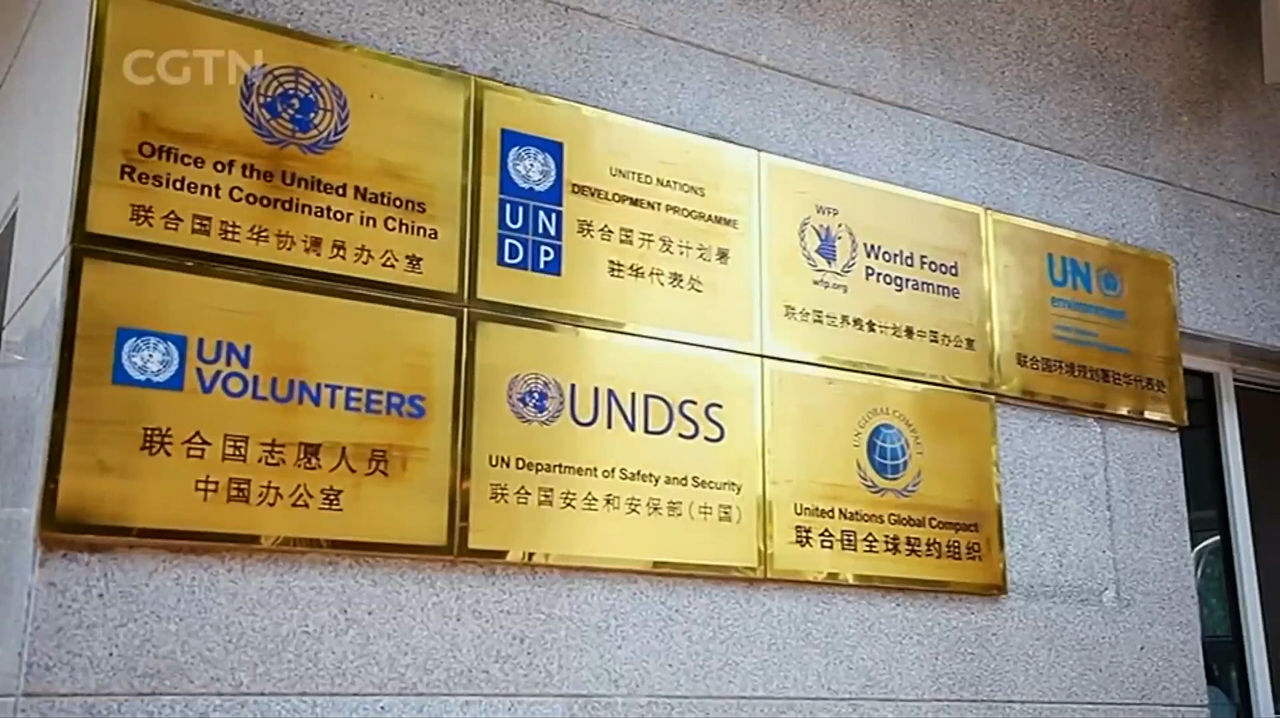 CGTN
Office of the United Nations
Resident Coordinator in China
联合国驻华协调员办公室
UN
DP
UNITED NATIONS
DEVELOPMENT PROGRAMME
联合国开发计划署
驻华代表处
WFP
wfp.org
World Food
Programme
联合国世界粮食计划署中国办公室
UN
environment
联合国环境规划署驻华代表处
UN
VOLUNTEERS
联合国志愿人员
中国办公室
UNDSS
UN Department of Safety and Security
联合国安全和安保部(中国)
UN GLOBAL COMPACT
United Nations Global Compact
联合国全球契约组织